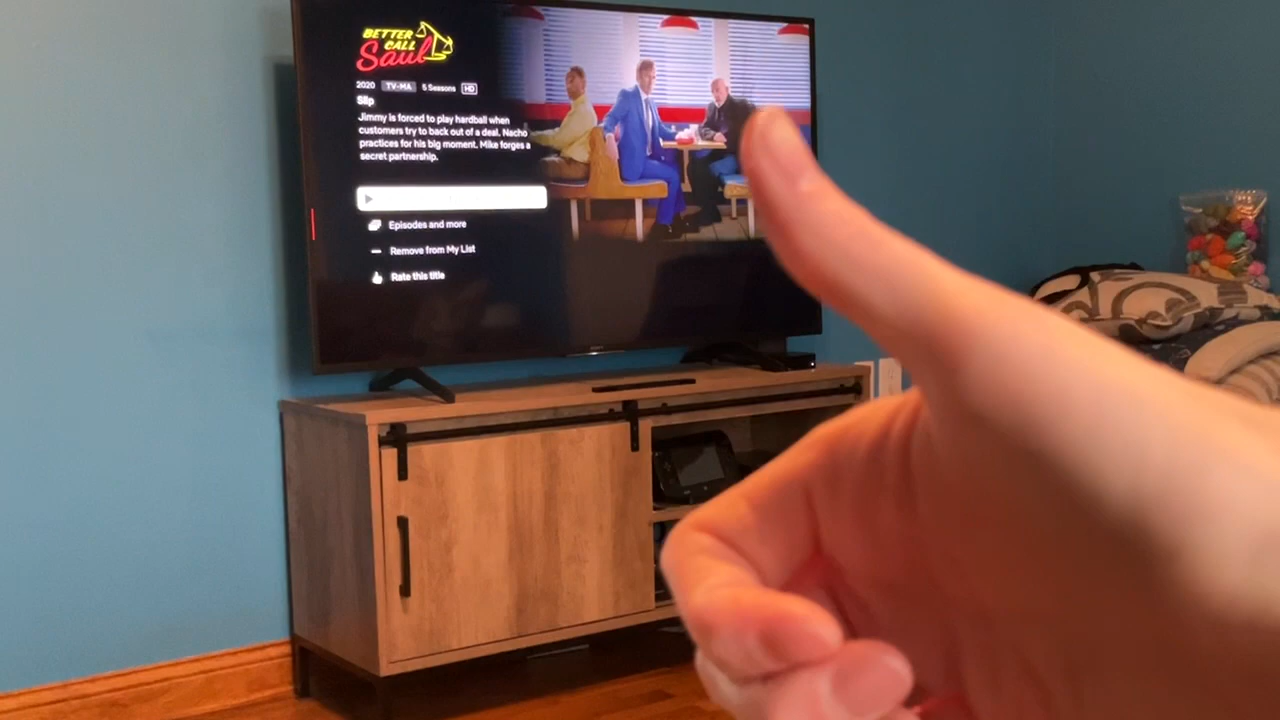 BETTER
CALL
Saul
2020 TV-MA 5 Seasons HD
Slip
Jimmy is forced to play hardball when
customers try to back out of a deal. Nacho
practices for his big moment. Mike forges a
secret partnership.
Episodes and more
Remove from My List
Rate this title
SONY